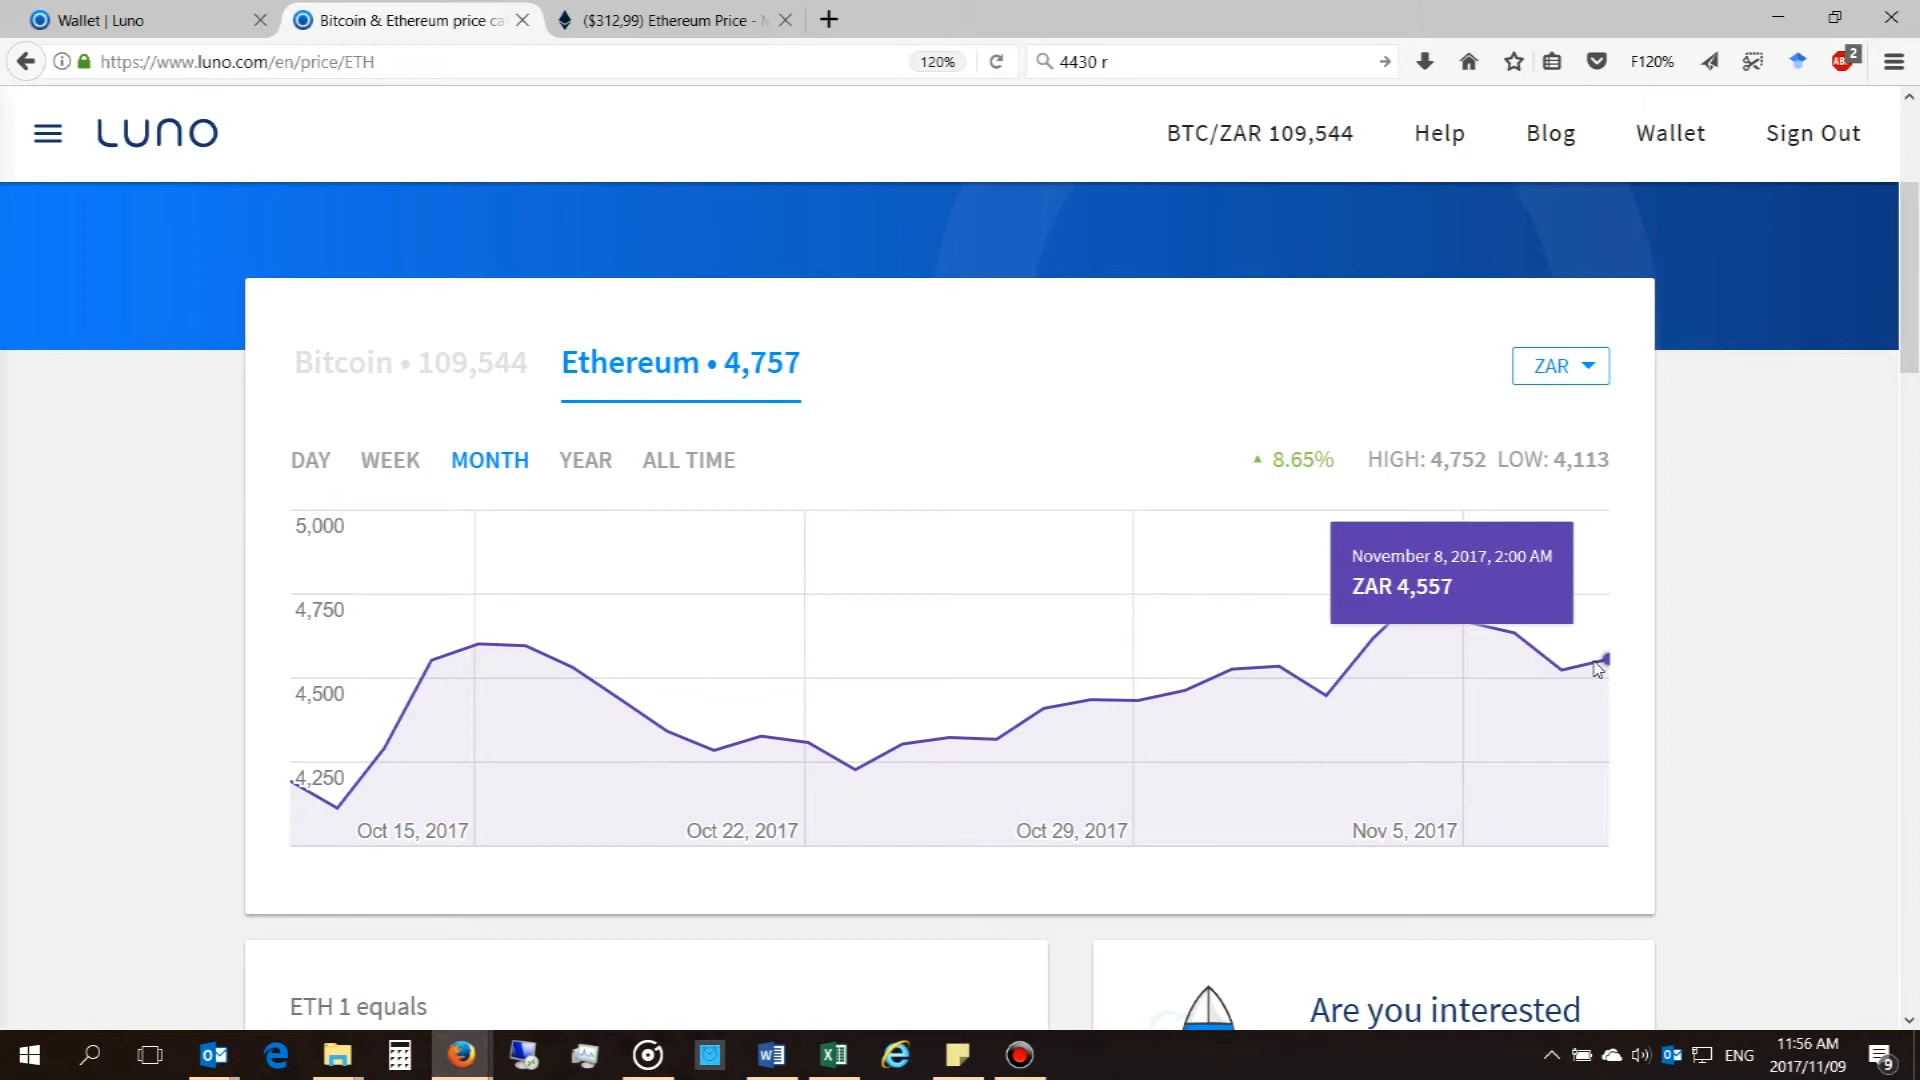 Wallet | Luno
Bitcoin & Ethereum price ca
($312,99) Ethereum Price -
https://www.luno.com/en/price/ETH
120%
4430 r
F120%
2
LUNO
BTC/ZAR 109,544
Help
Blog
Wallet
Sign Out
Bitcoin • 109,544
Ethereum • 4,757
ZAR
DAY
WEEK
MONTH
YEAR
ALL TIME
8.65%
HIGH: 4,752 LOW: 4,113
5,000
November 8, 2017, 2:00 AM
ZAR 4,557
4,750
4,500
4,250
Oct 15, 2017
Oct 22, 2017
Oct 29, 2017
Nov 5, 2017
ETH 1 equals
Are you interested
ENG
11:56 AM
2017/11/09
9